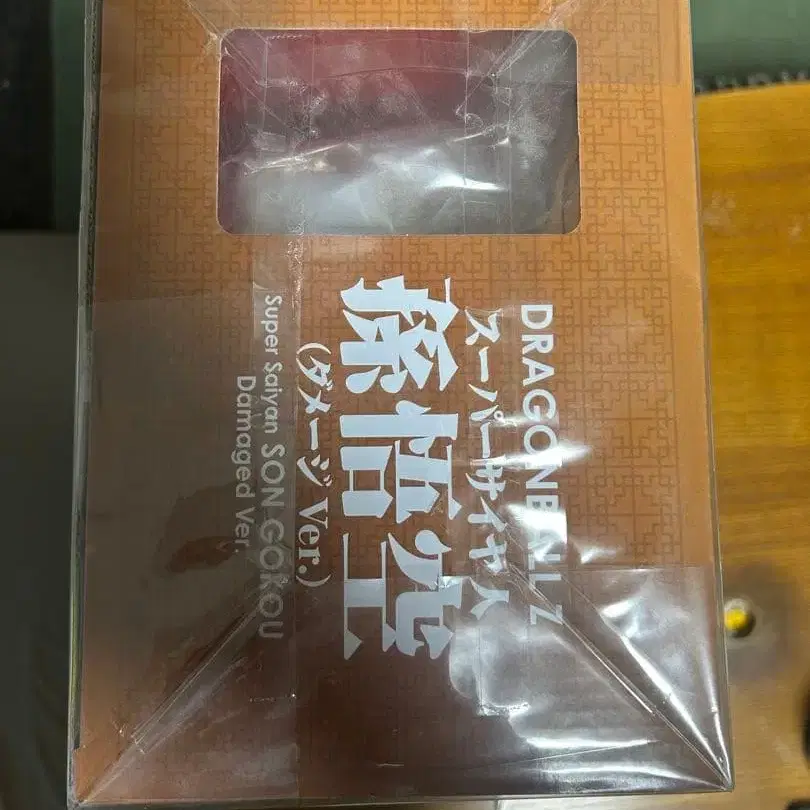 DRAGONBALL Z
スーパーサイヤ人
孫悟空
(ダメージVer.)
Super Saiyan SON GOKOU
Damaged Ver.